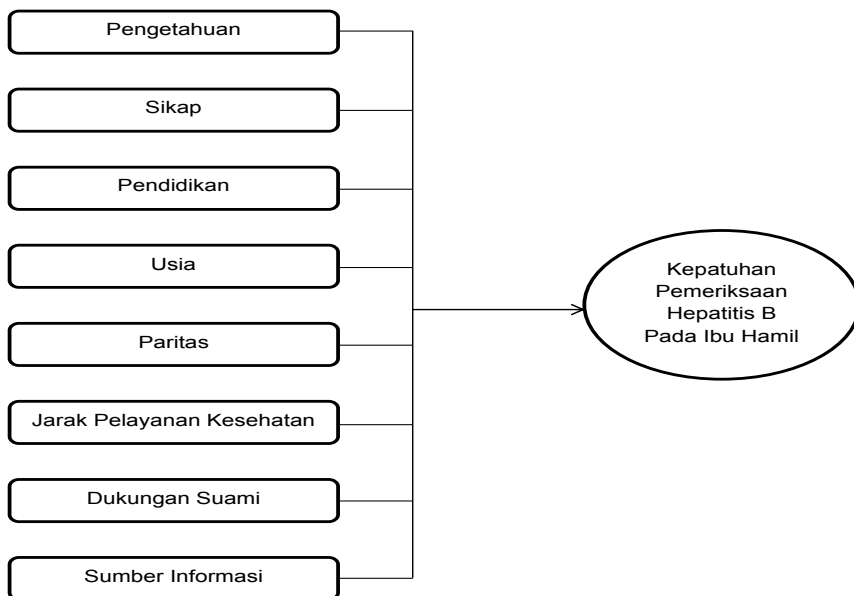 Pengetahuan
Sikap
Pendidikan
Usia
Paritas
Jarak Pelayanan Kesehatan
Dukungan Suami
Sumber Informasi
Kepatuhan
Pemeriksaan
Hepatitis B
Pada Ibu Hamil